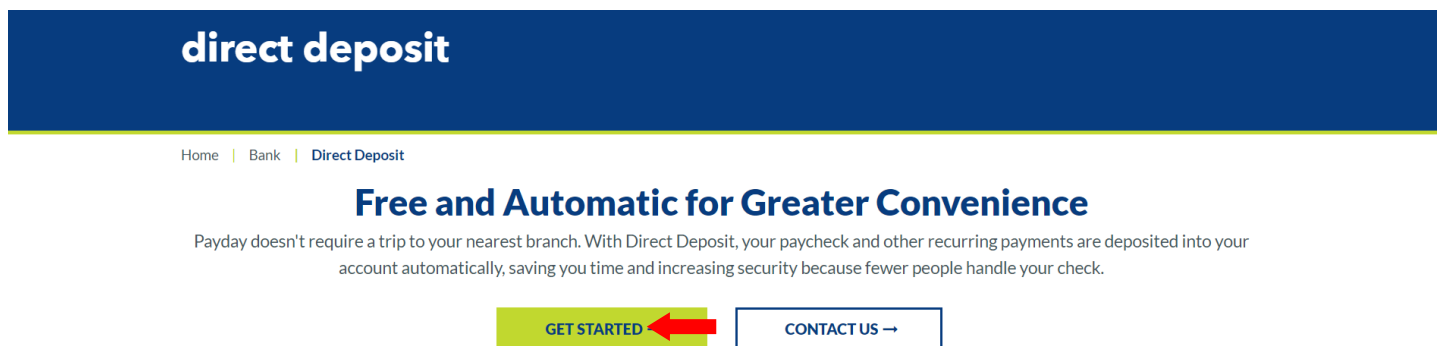 direct deposit
Home | Bank | Direct Deposit
Free and Automatic for Greater Convenience
Payday doesn't require a trip to your nearest branch. With Direct Deposit, your paycheck and other recurring payments are deposited into your
account automatically, saving you time and increasing security because fewer people handle your check.
GET STARTED
CONTACT US →